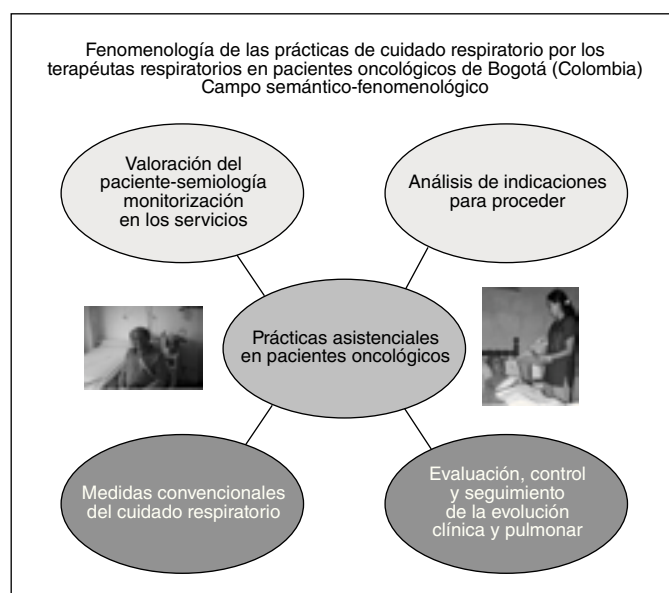 Fenomenología de las prácticas de cuidado respiratorio por los
terapéutas respiratorios en pacientes oncológicos de Bogotá (Colombia)
Campo semántico-fenomenológico
Valoración del
paciente-semiología
monitorización
en los servicios
Análisis de indicaciones
para proceder
Prácticas asistenciales
en pacientes oncológicos
Medidas convencionales
del cuidado respiratorio
Evaluación, control
y seguimiento
de la evolución
clínica y pulmonar